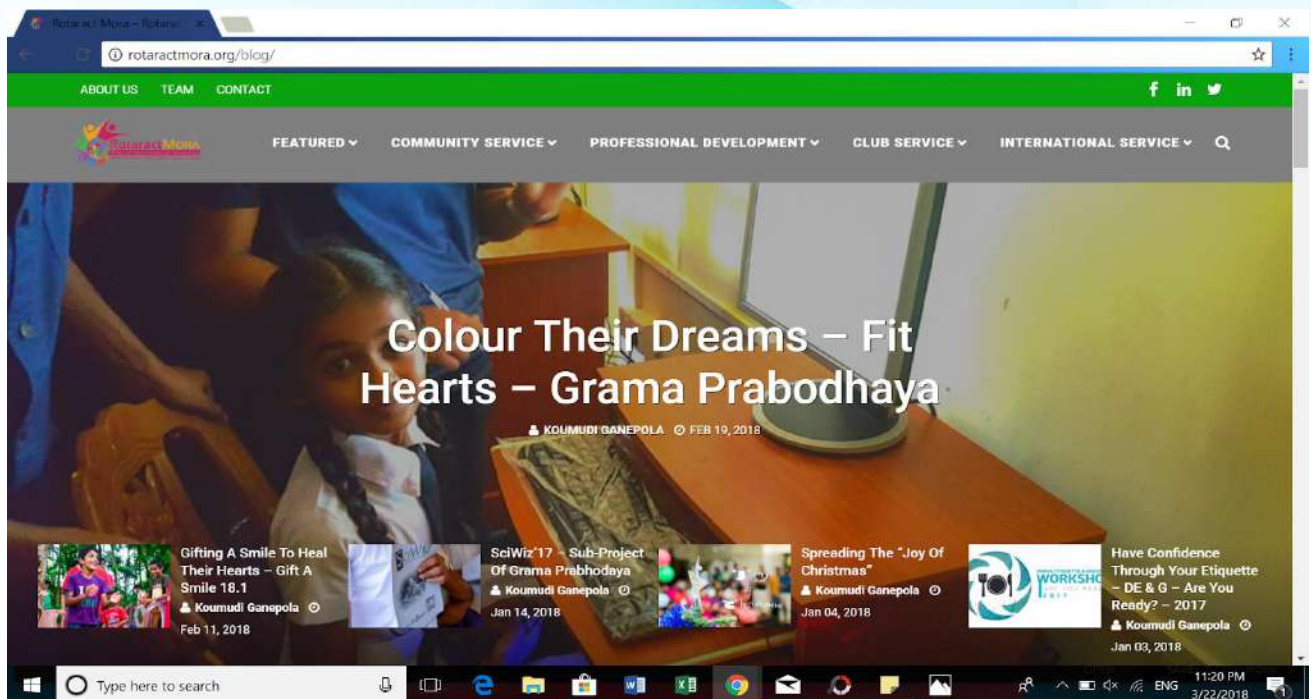 Rotaract Mora – Rotarac
rotaractmora.org/blog/
ABOUT US TEAM CONTACT
RotaractMORA
FEATURED COMMUNITY SERVICE PROFESSIONAL DEVELOPMENT CLUB SERVICE INTERNATIONAL SERVICE
Colour Their Dreams – Fit
Hearts – Grama Prabodhaya
KOUMUDI GANEPOLA FEB 19, 2018
Gifting A Smile To Heal
Their Hearts – Gift A
Smile 18.1
Koumudi Ganepola
Feb 11, 2018
SciWiz'17 – Sub-Project
Of Grama Prabhodaya
Koumudi Ganepola
Jan 14, 2018
Spreading The "Joy Of
Christmas"
Koumudi Ganepola
Jan 04, 2018
WORKSHO
2017
Have Confidence
Through Your Etiquette
– DE & G – Are You
Ready? – 2017
Koumudi Ganepola
Jan 03, 2018
Type here to search
ENG
11:20 PM
3/22/2018